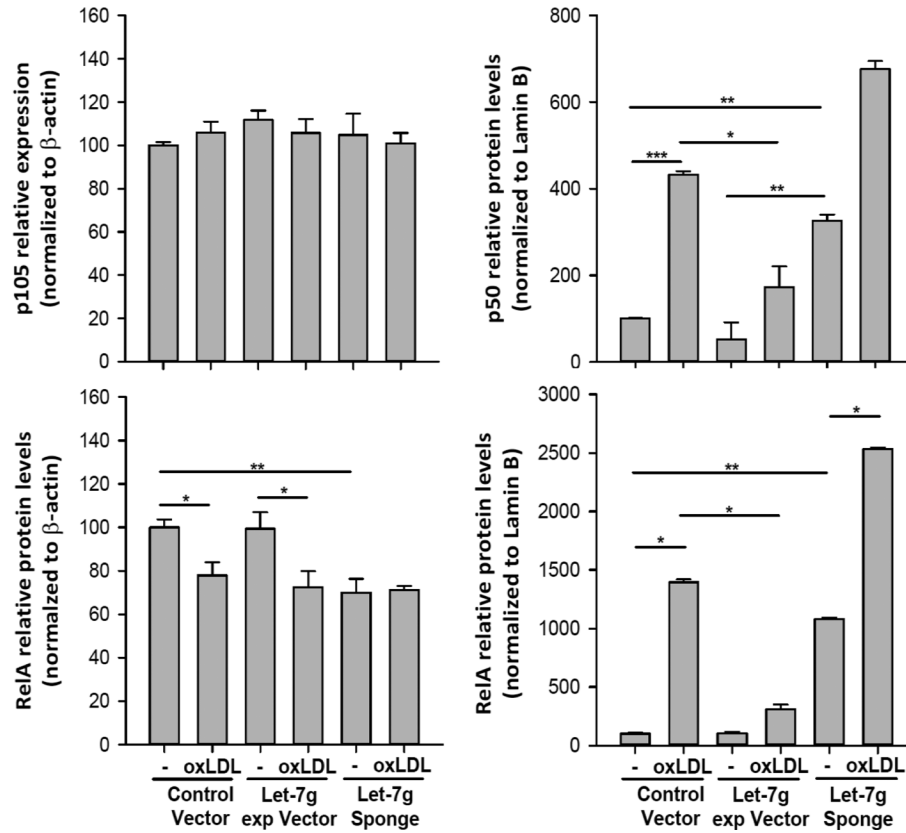 p105 relative expression
(normalized to β-actin)
160
140
120
100
80
60
40
20
0
p50 relative protein levels
(normalized to Lamin B)
800
600
400
200
0
**
*
***
**
RelA relative protein levels
(normalzed to β-actin)
160
140
120
100
80
60
40
20
0
**
*
*
- oxLDL - oxLDL - oxLDL
Control Let-7g Let-7g
Vector exp Vector Sponge
RelA relative protein levels
(normalized to Lamin B)
3000
2500
2000
1500
1000
500
0
*
**
*
*
- oxLDL - oxLDL - oxLDL
Control Let-7g Let-7g
Vector exp Vector Sponge